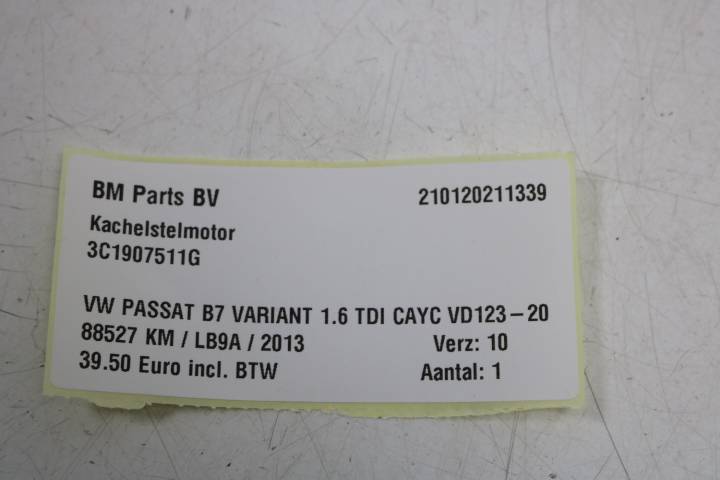 BM Parts BV 210120211339
Kachelstelmotor
3C1907511G
VW PASSAT B7 VARIANT 1.6 TDI CAYC VD123-20
88527 KM / LB9A / 2013 Verz: 10
39.50 Euro incl. BTW Aantal: 1